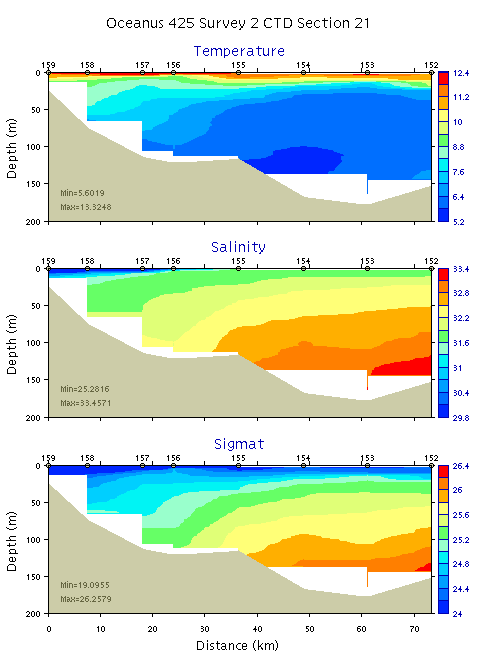 Oceanus 425 Survey 2 CTD Section 21
Temperature
159 158 157 156 155 154 153 152
0
50
100
150
200
Depth (m)
Min=5.6019
Max=13.3248
12.4
11.2
10
8.8
7.6
6.4
5.2
Salinity
159 158 157 156 155 154 153 152
0
50
100
150
200
Depth (m)
Min=25.2816
Max=33.4571
33.4
32.8
32.2
31.6
31
30.4
29.8
Sigmat
159 158 157 156 155 154 153 152
0
50
100
150
200
Depth (m)
Min=19.0955
Max=26.2579
26.4
26
25.6
25.2
24.8
24.4
24
0 10 20 30 40 50 60 70
Distance (km)